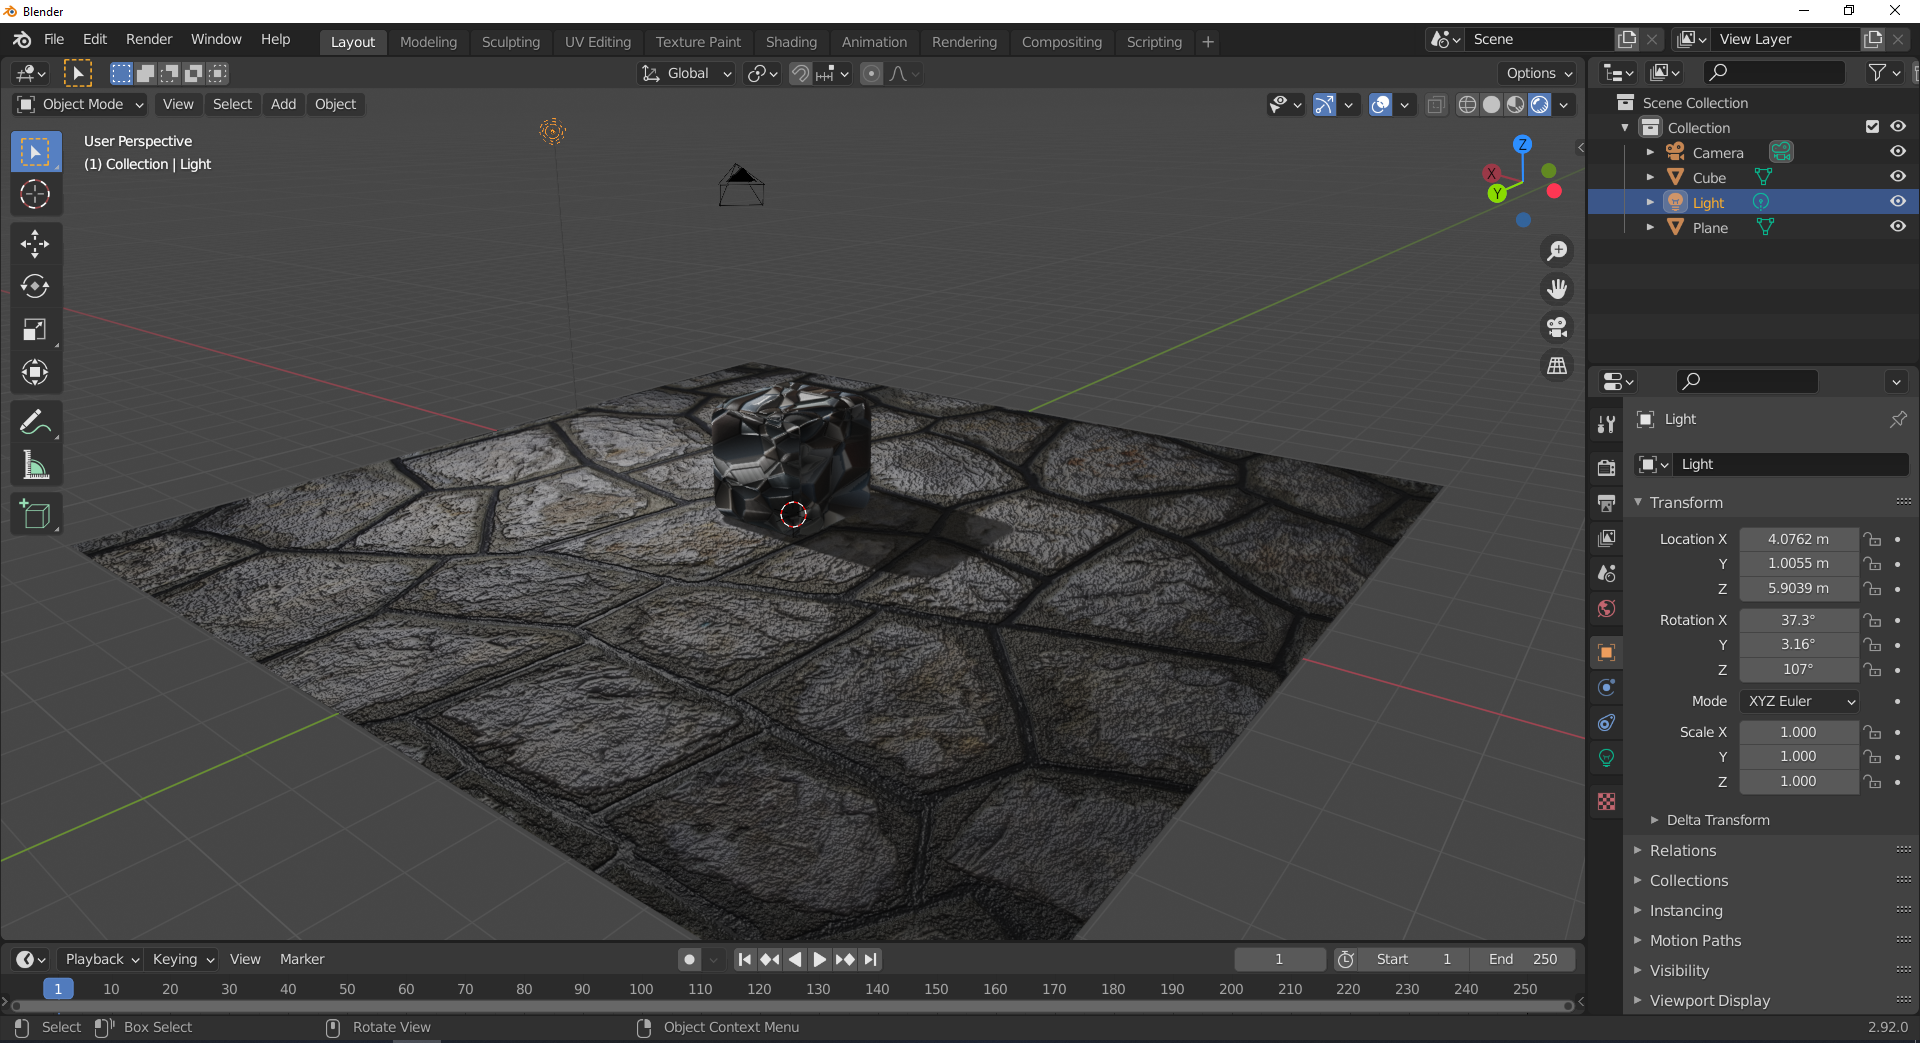 Blender
File Edit Render Window Help Layout Modeling Sculpting UV Editing Texture Paint Shading Animation Rendering Compositing Scripting + Scene View Layer
Global Options
Object Mode View Select Add Object
User Perspective
(1) Collection | Light
Z
X
Y
Scene Collection
Collection
Camera
Cube
Light
Plane
Light
Light
Transform
Location X 4.0762 m
Y 1.0055 m
Z 5.9039 m
Rotation X 37.3°
Y 3.16°
Z 107°
Mode XYZ Euler
Scale X 1.000
Y 1.000
Z 1.000
Delta Transform
Relations
Collections
Instancing
Motion Paths
Visibility
Viewport Display
Playback Keying View Marker 1 Start 1 End 250
1 10 20 30 40 50 60 70 80 90 100 110 120 130 140 150 160 170 180 190 200 210 220 230 240 250
Select Box Select Rotate View Object Context Menu 2.92.0